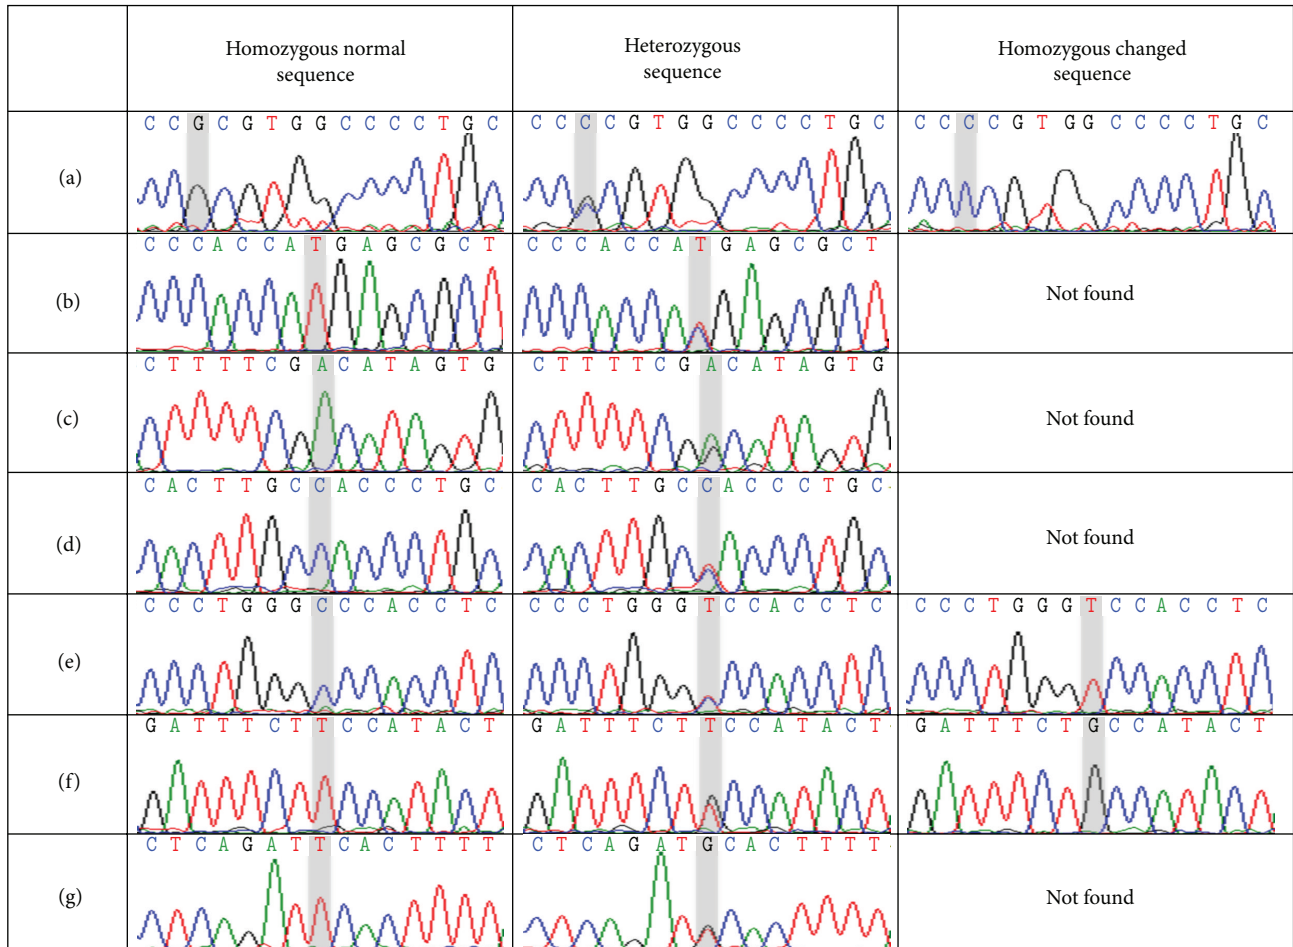 Homozygous normal
sequence
Heterozygous
sequence
Homozygous changed
sequence
(a)
C C G C G T G G C C C C T G C
C C C C G T G G C C C C T G C
C C C C G T G G C C C C T G C
(b)
C C C A C C A T G A G C G C T
C C C A C C A T G A G C G C T
Not found
(c)
C T T T T C G A C A T A G T G
C T T T T C G A C A T A G T G
Not found
(d)
C A C T T G C C A C C C T G C
C A C T T G C C A C C C T G C
Not found
(e)
C C C T G G G C C C A C C T C
C C C T G G G T C C A C C T C
C C C T G G G T C C A C C T C
(f)
G A T T T C T T C C A T A C T
G A T T T C T T C C A T A C T
G A T T T C T G C C A T A C T
(g)
C T C A G A T T C A C T T T T
C T C A G A T G C A C T T T T
Not found